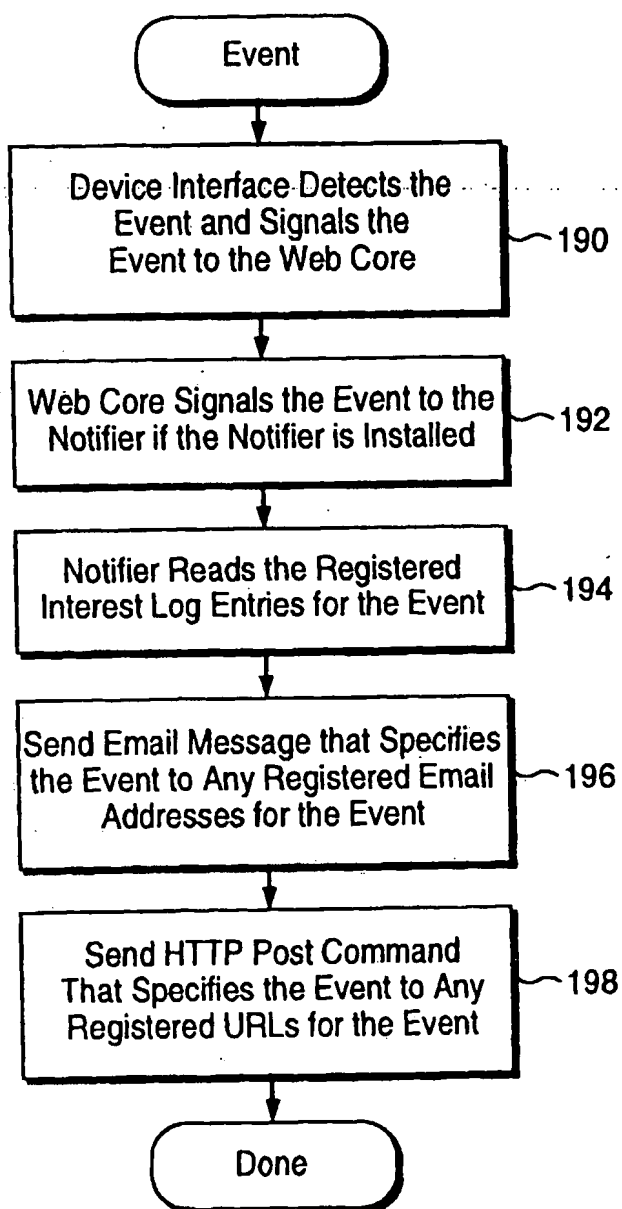 Event
Device Interface Detects the
Event and Signals the
Event to the Web Core
190
Web Core Signals the Event to the
Notifier if the Notifier is Installed
192
Notifier Reads the Registered
Interest Log Entries for the Event
194
Send Email Message that Specifies
the Event to Any Registered Email
Addresses for the Event
196
Send HTTP Post Command
That Specifies the Event to Any
Registered URLs for the Event
198
Done